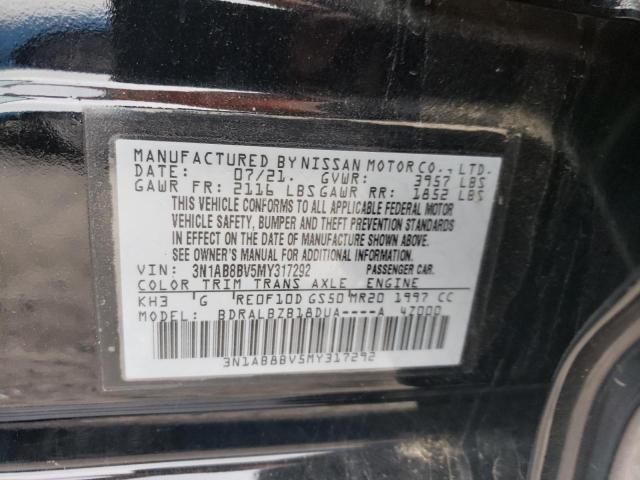 MANUFACTURED BY NISSAN MOTOR CO., LTD.
DATE: 07/21. GVWR: 3957 LBS
GAWR FR: 2116 LBS GAWR RR: 1852 LBS
THIS VEHICLE CONFORMS TO ALL APPLICABLE FEDERAL MOTOR
VEHICLE SAFETY, BUMPER AND THEFT PREVENTION STANDARDS
IN EFFECT ON THE DATE OF MANUFACTURE SHOWN ABOVE.
SEE OWNER'S MANUAL FOR ADDITIONAL INFORMATION.
VIN: 3N1AB8BV5MY317292 PASSENGER CAR.
COLOR TRIM TRANS AXLE ENGINE
KH3 G RE0F10D GS50 MR20 1997 CC
MODEL: BDRALBZB18DUA----A 4Z000
3N1AB8BV5MY317292